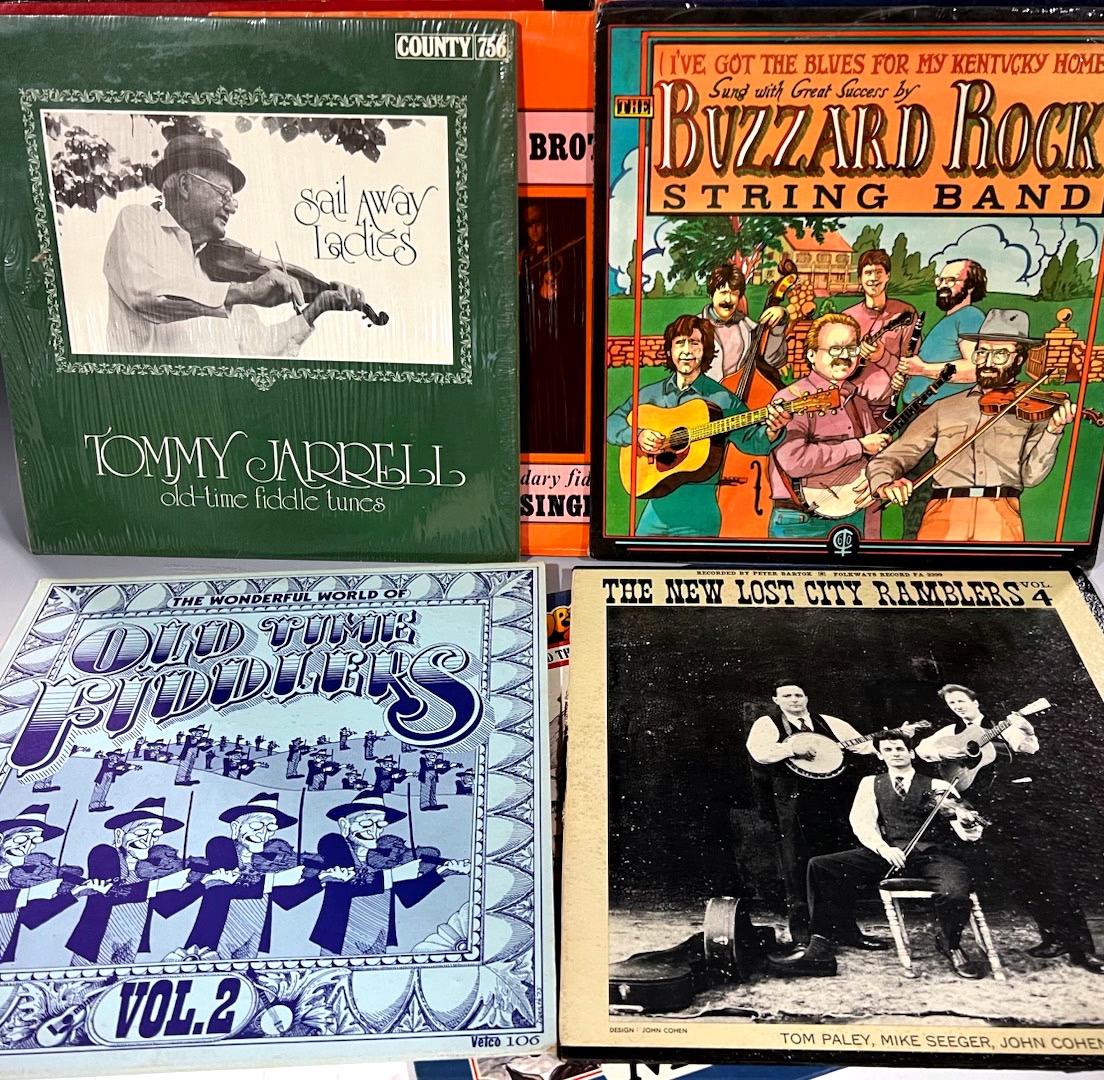 COUNTY 756
Sail Away
Ladies
TOMMY JARRELL
old-time fiddle tunes
BRO
dary fid
SING
(I'VE GOT THE BLUES FOR MY KENTUCKY HOME
Sung with Great Success by
THE
BUZZARD ROCK
STRING BAND
THE WONDERFUL WORLD OF
OLD TIME
FIDDLERS
VOL.2
Vetco 106
RECORDED BY PETER BARTOK FOLKWAYS RECORD FA 2399
THE NEW LOST CITY RAMBLERS VOL. 4
DESIGN : JOHN COHEN
TOM PALEY, MIKE SEEGER, JOHN COHEN